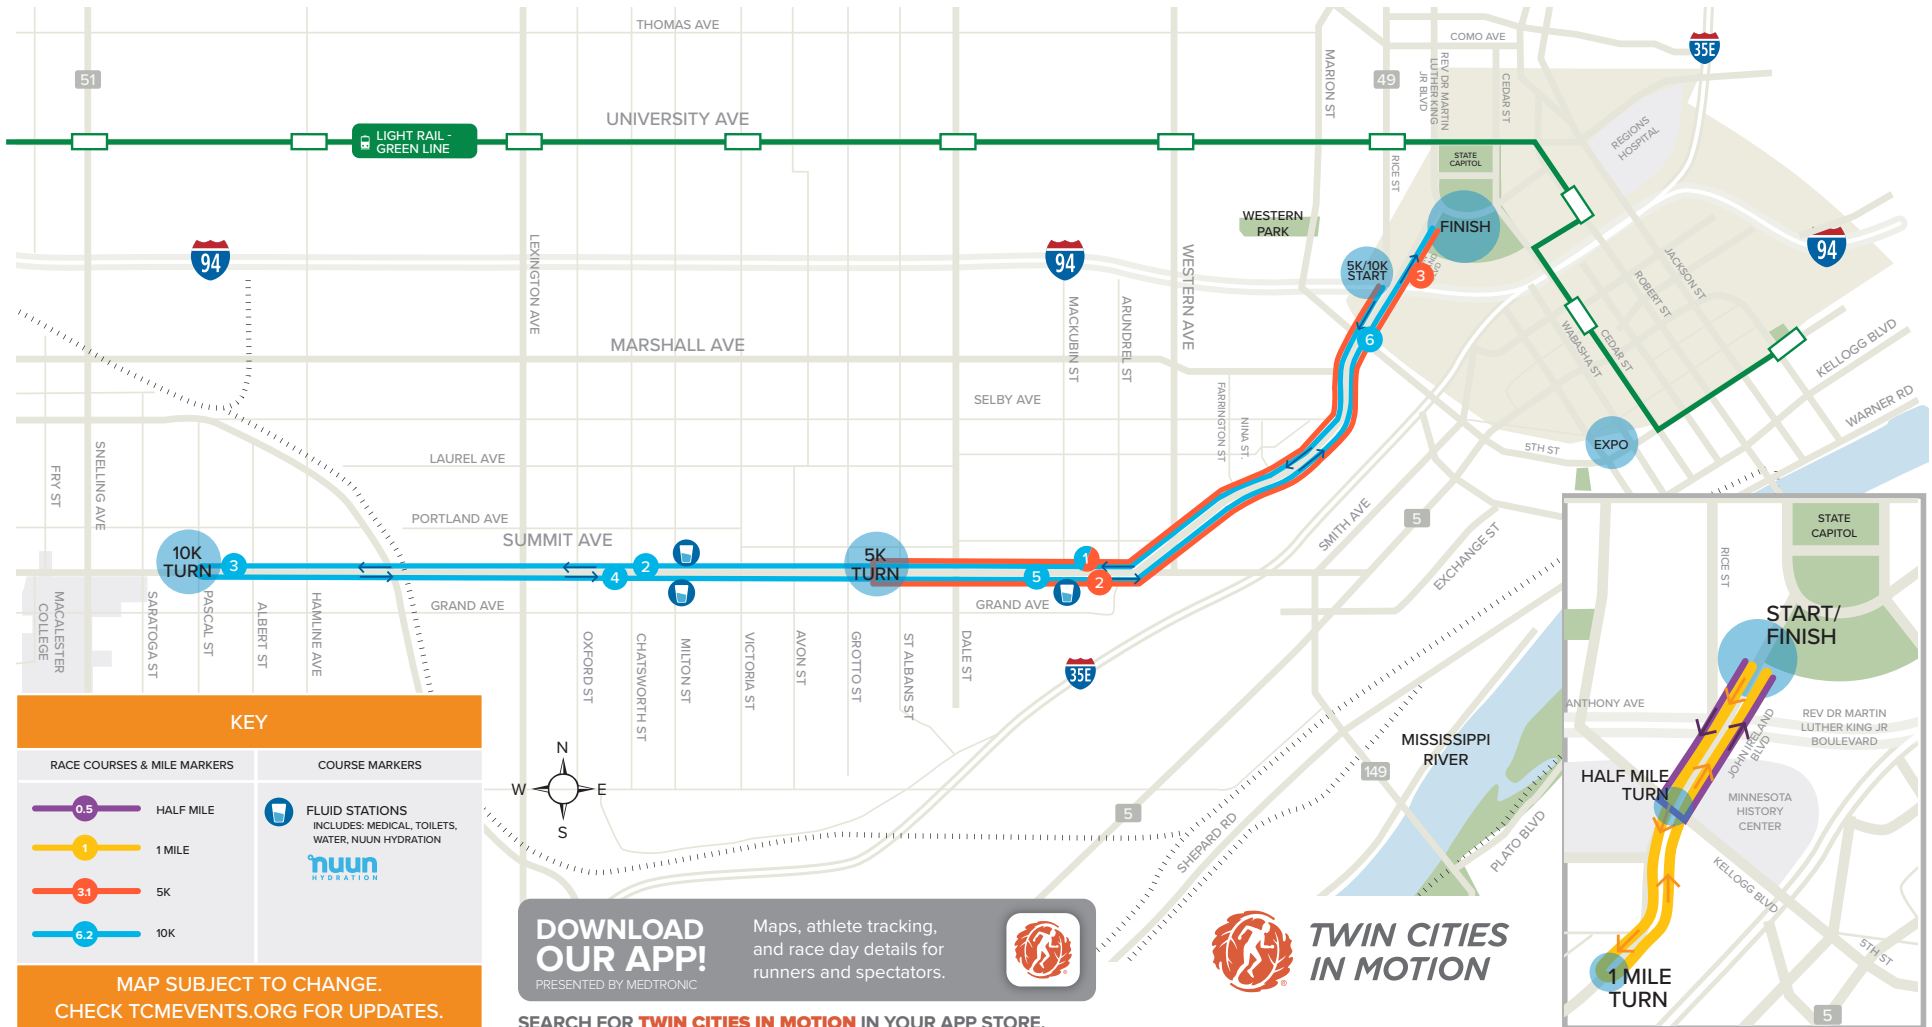 THOMAS AVE
COMO AVE
35E
51
MARION ST
49
REV DR MARTIN
LUTHER KING
JR BLVD
CEDAR ST
UNIVERSITY AVE
LIGHT RAIL -
GREEN LINE
REGIONS
HOSPITAL
STATE
CAPITOL
RICE ST
WESTERN
PARK
FINISH
94
94
94
LEXINGTON AVE
WESTERN AVE
5K/10K
START
3
JACKSON ST
ROBERT ST
MACKUBIN ST
ARUNDREL ST
6
WABASHA ST
CEDAR ST
KELLOGG BLVD
MARSHALL AVE
SELBY AVE
FARRINGTON ST
NINA ST.
WARNER RD
5TH ST
EXPO
FRY ST
SNELLING AVE
LAUREL AVE
PORTLAND AVE
SUMMIT AVE
SMITH AVE
5
EXCHANGE ST
10K
TURN
3
4
2
5K
TURN
1
5
2
GRAND AVE
GRAND AVE
MACALESTER
COLLEGE
SARATOGA ST
PASCAL ST
ALBERT ST
HAMLINE AVE
OXFORD ST
CHATSWORTH ST
MILTON ST
VICTORIA ST
AVON ST
GROTTO ST
ST ALBANS ST
DALE ST
35E
MISSISSIPPI
RIVER
149
5
SHEPARD RD
PLATO BLVD
N
W
E
S
KEY
RACE COURSES & MILE MARKERS
COURSE MARKERS
0.5
HALF MILE
1
1 MILE
3.1
5K
6.2
10K
FLUID STATIONS
INCLUDES: MEDICAL, TOILETS,
WATER, NUUN HYDRATION
nuun
HYDRATION
MAP SUBJECT TO CHANGE.
CHECK TCMEVENTS.ORG FOR UPDATES.
DOWNLOAD
OUR APP!
PRESENTED BY MEDTRONIC
Maps, athlete tracking,
and race day details for
runners and spectators.
SEARCH FOR TWIN CITIES IN MOTION IN YOUR APP STORE.
TWIN CITIES
IN MOTION
STATE
CAPITOL
RICE ST
START/
FINISH
ANTHONY AVE
REV DR MARTIN
LUTHER KING JR
BOULEVARD
JOHN IRELAND
BLVD
HALF MILE
TURN
MINNESOTA
HISTORY
CENTER
KELLOGG BLVD
5TH ST
1 MILE
TURN
5